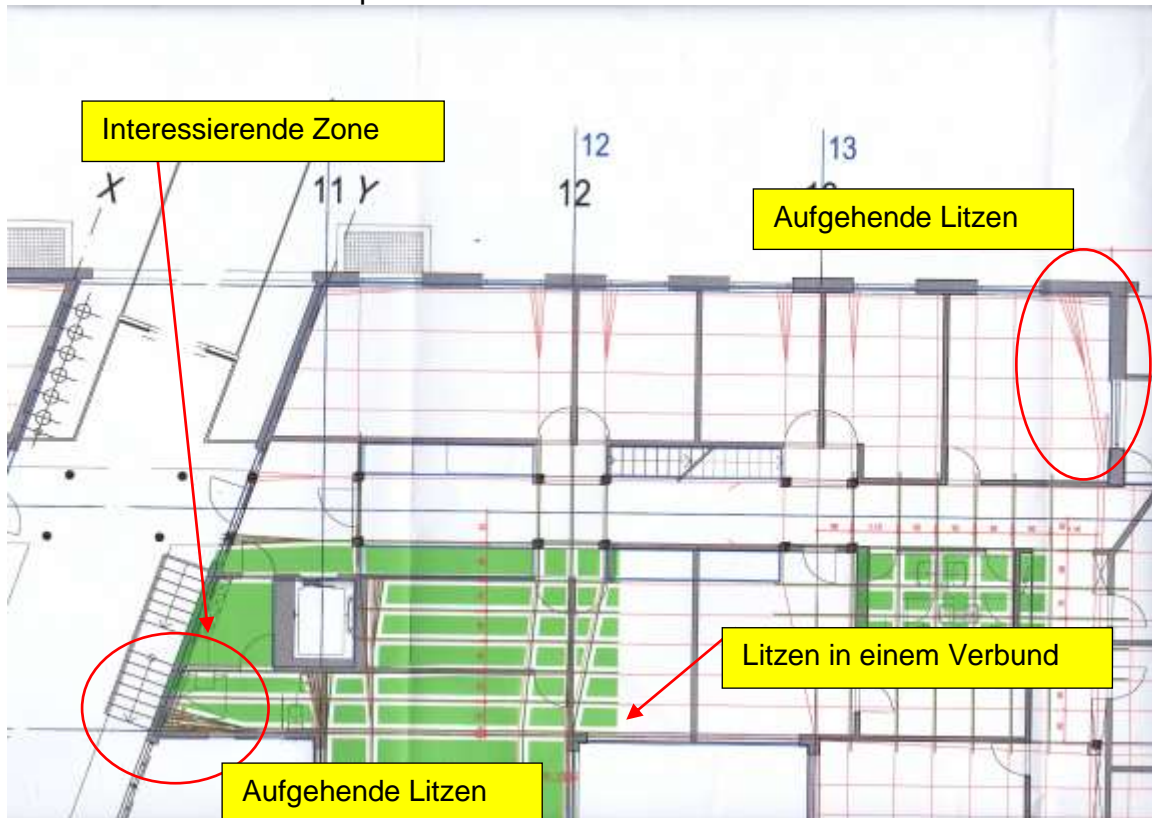 Interessierende Zone
12
13
X
11
Y
12
Aufgehende Litzen
Litzen in einem Verbund
Aufgehende Litzen